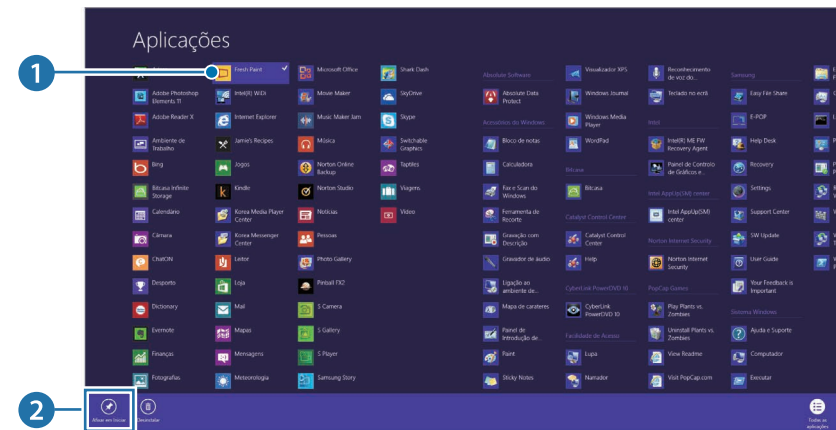 Aplicações
1
Fresh Paint
Microsoft Office
Shark Dash
Absolute Software
Visualizador XPS
Reconhecimento
de voz do...
Samsung
Adobe Photoshop
Elements 11
Intel(R) WiDi
Movie Maker
SkyDrive
Absolute Data
Protect
Windows Journal
Teclado no ecrã
Easy File Share
Adobe Reader X
Internet Explorer
Music Maker Jam
Skype
Acessórios do Windows
Windows Media
Player
Intel
E-POP
Ambiente de
Trabalho
Jamie's Recipes
Música
Switchable
Graphics
Bloco de notas
WordPad
Intel(R) ME FW
Recovery Agent
Help Desk
Bing
Jogos
Norton Online
Backup
Taptiles
Calculadora
Bitcasa
Painel de Controlo
de Gráficos e...
Recovery
Bitcasa Infinite
Storage
Kindle
Norton Studio
Viagens
Fax e Scan do
Windows
Bitcasa
Intel AppUp(SM) center
Settings
Calendário
Korea Media Player
Center
Notícias
Vídeo
Ferramenta de
Recorte
Catalyst Control Center
Intel AppUp(SM)
center
Support Center
Câmara
Korea Messenger
Center
Pessoas
Gravação com
Descrição
Catalyst Control
Center
Norton Internet Security
SW Update
ChatON
Leitor
Photo Gallery
Gravador de áudio
Help
Norton Internet
Security
User Guide
Desporto
Loja
Pinball FX2
Ligação ao
ambiente de...
CyberLink PowerDVD 10
PopCap Games
Your Feedback is
Important
Dictionary
Mail
S Camera
Mapa de carateres
CyberLink
PowerDVD 10
Play Plants vs.
Zombies
Sistema Windows
Evernote
Mapas
S Gallery
Painel de
Introdução de...
Facilidade de Acesso
Uninstall Plants vs.
Zombies
Ajuda e Suporte
Finanças
Mensagens
S Player
Paint
Lupa
View Readme
Computador
Fotografias
Meteorologia
Samsung Story
Sticky Notes
Narrador
Visit PopCap.com
Executar
2
Afixar em Iniciar
Desinstalar
Todas as
aplicações